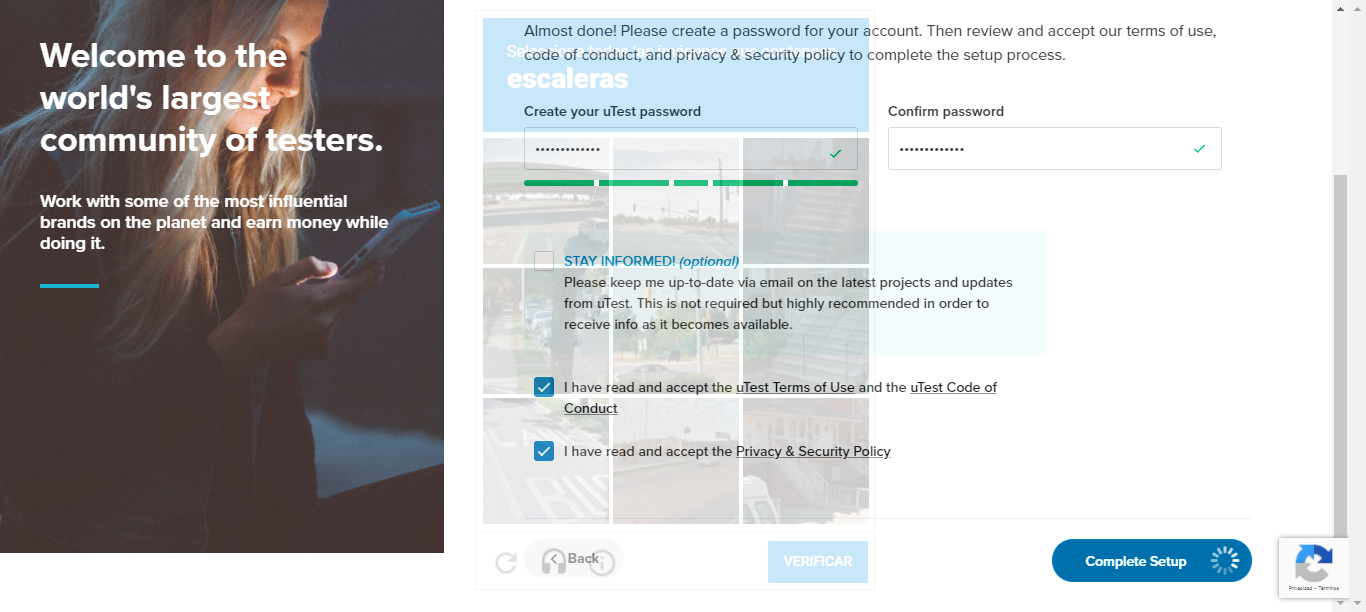 Welcome to the
world's largest
community of testers.
Work with some of the most influential
brands on the planet and earn money while
doing it.
Almost done! Please create a password for your account. Then review and accept our terms of use,
code of conduct, and privacy & security policy to complete the setup process.
Selecciona todas las imágenes que contengan
escaleras
Create your uTest password
Confirm password
•••••••••••••
•••••••••••••
STAY INFORMED! (optional)
Please keep me up-to-date via email on the latest projects and updates
from uTest. This is not required but highly recommended in order to
receive info as it becomes available.
I have read and accept the uTest Terms of Use and the uTest Code of
Conduct
I have read and accept the Privacy & Security Policy
Back
VERIFICAR
Complete Setup
Privacidad - Términos